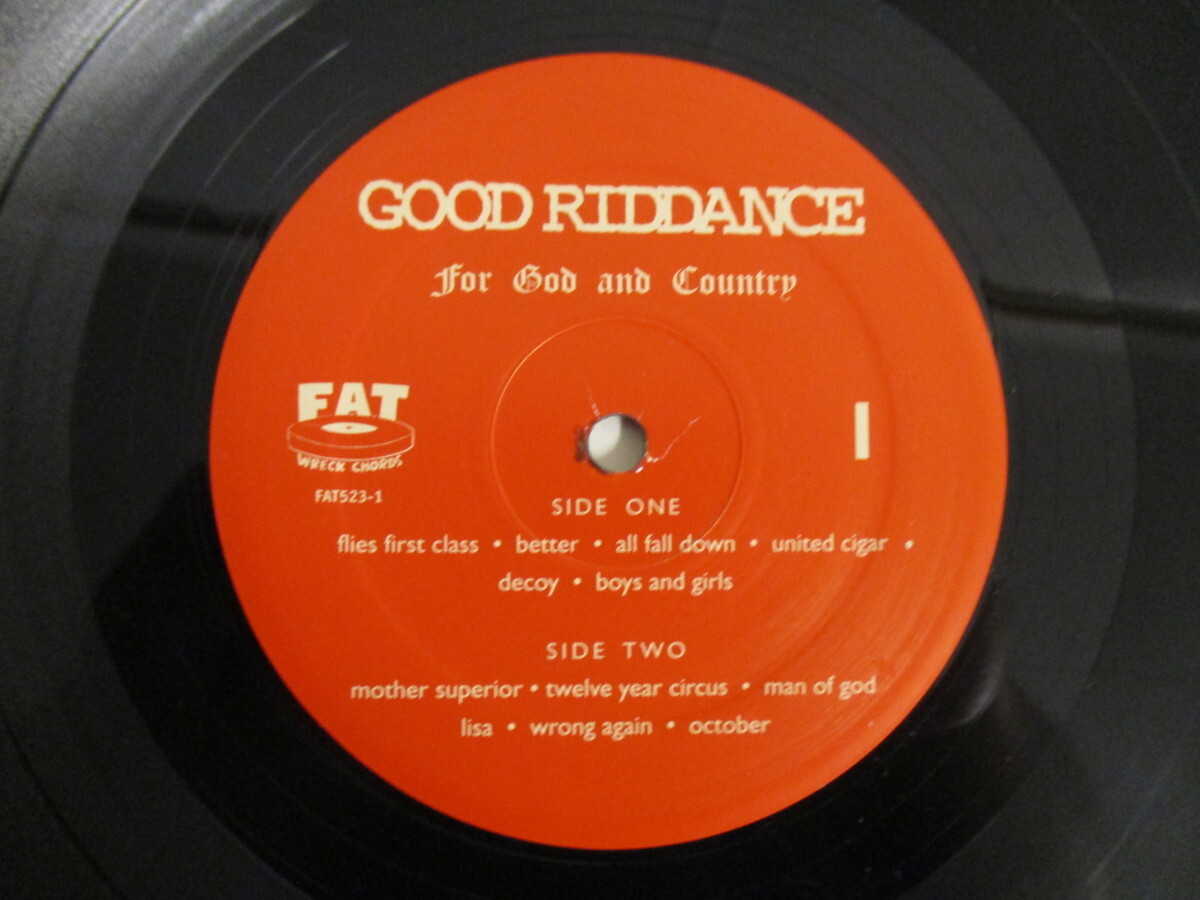 GOOD RIDDANCE
For God and Country
FAT
WRECK CHORDS
FAT523-1
1
SIDE ONE
flies first class • better • all fall down • united cigar •
decoy • boys and girls
SIDE TWO
mother superior • twelve year circus • man of god
lisa • wrong again • october